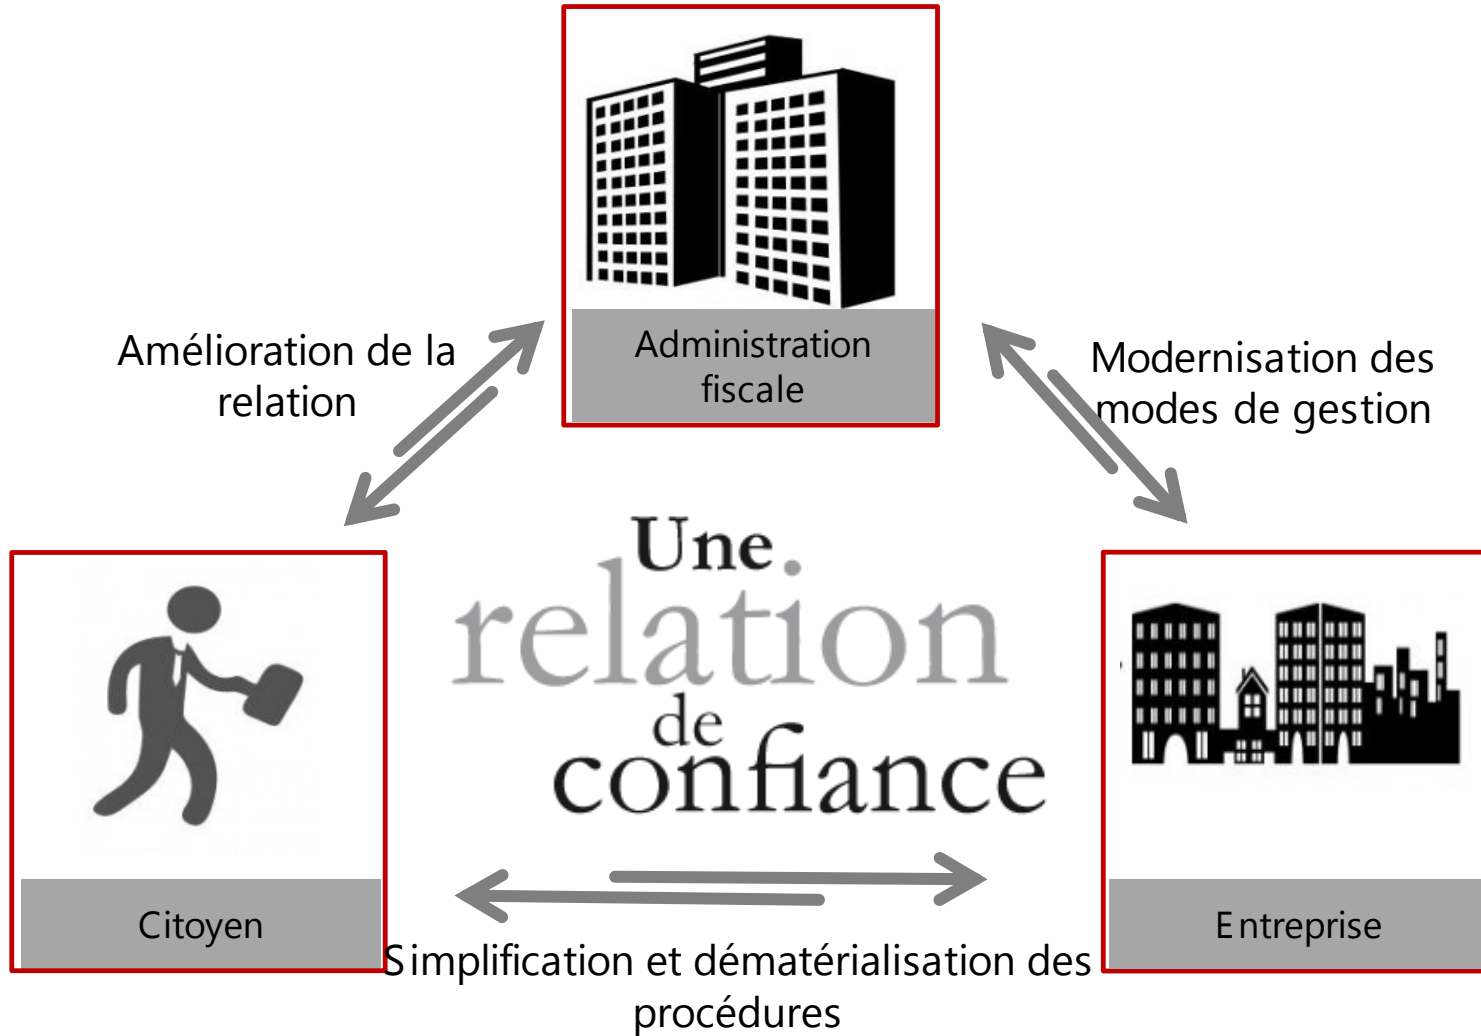 Administration
fiscale
Amélioration de la
relation
Modernisation des
modes de gestion
Une
relation
de
confiance
Citoyen
Entreprise
Simplification et dématérialisation des
procédures